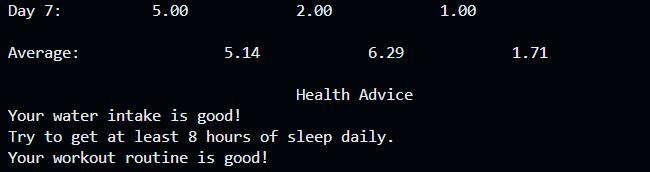 Day 7: 5.00 2.00 1.00
Average: 5.14 6.29 1.71
Health Advice
Your water intake is good!
Try to get at least 8 hours of sleep daily.
Your workout routine is good!